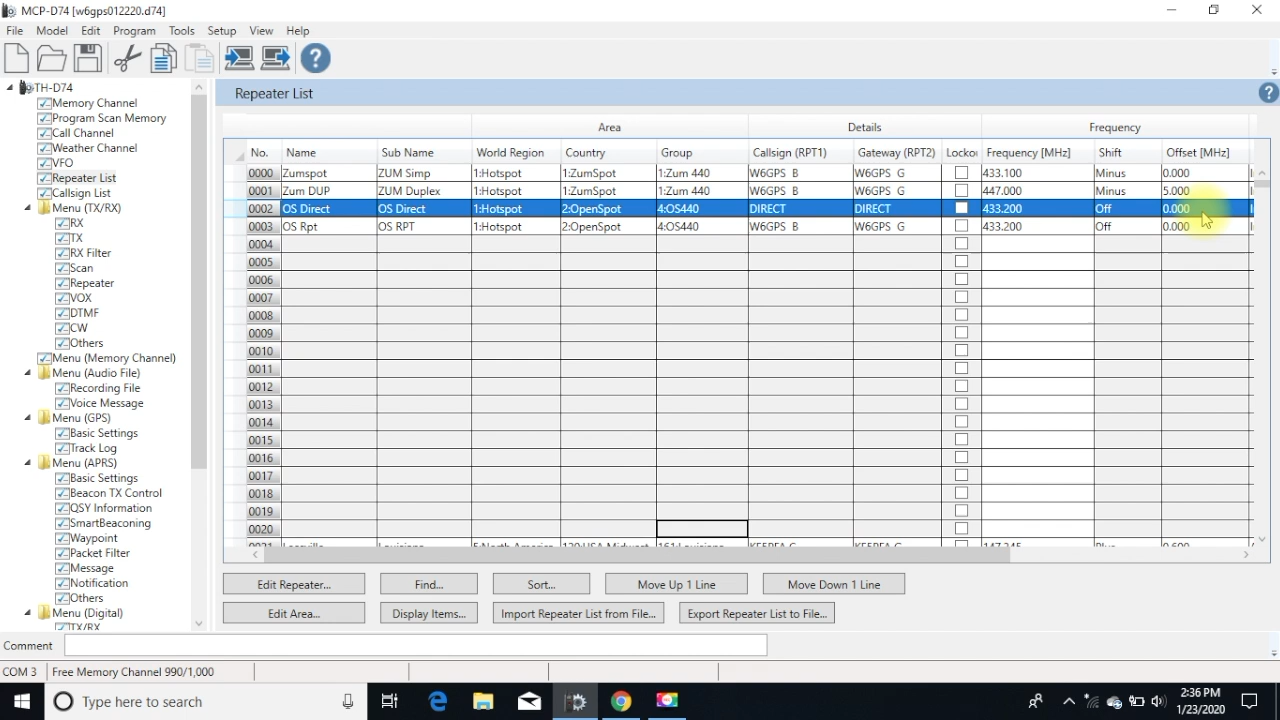 MCP-D74 [w6gps012220.d74]
File Model Edit Program Tools Setup View Help
TH-D74
Memory Channel
Program Scan Memory
Call Channel
Weather Channel
VFO
Repeater List
Callsign List
Menu (TX/RX)
RX
TX
RX Filter
Scan
Repeater
VOX
DTMF
CW
Others
Menu (Memory Channel)
Menu (Audio File)
Recording File
Voice Message
Menu (GPS)
Basic Settings
Track Log
Menu (APRS)
Basic Settings
Beacon TX Control
QSY Information
SmartBeaconing
Waypoint
Packet Filter
Message
Notification
Others
Menu (Digital)
TX/RX
Repeater List
Area Details Frequency
No. Name Sub Name World Region Country Group Callsign (RPT1) Gateway (RPT2) Lockou Frequency [MHz] Shift Offset [MHz]
0000 Zumspot ZUM Simp 1:Hotspot 1:ZumSpot 1:Zum 440 W6GPS B W6GPS G 433.100 Minus 0.000
0001 Zum DUP ZUM Duplex 1:Hotspot 1:ZumSpot 1:Zum 440 W6GPS B W6GPS G 447.000 Minus 5.000
0002 OS Direct OS Direct 1:Hotspot 2:OpenSpot 4:OS440 DIRECT DIRECT 433.200 Off 0.000
0003 OS Rpt OS RPT 1:Hotspot 2:OpenSpot 4:OS440 W6GPS B W6GPS G 433.200 Off 0.000
0004
0005
0006
0007
0008
0009
0010
0011
0012
0013
0014
0015
0016
0017
0018
0019
0020
Edit Repeater... Find... Sort... Move Up 1 Line Move Down 1 Line
Edit Area... Display Items... Import Repeater List from File... Export Repeater List to File...
Comment
COM 3 Free Memory Channel 990/1,000
Type here to search
2:36 PM
1/23/2020